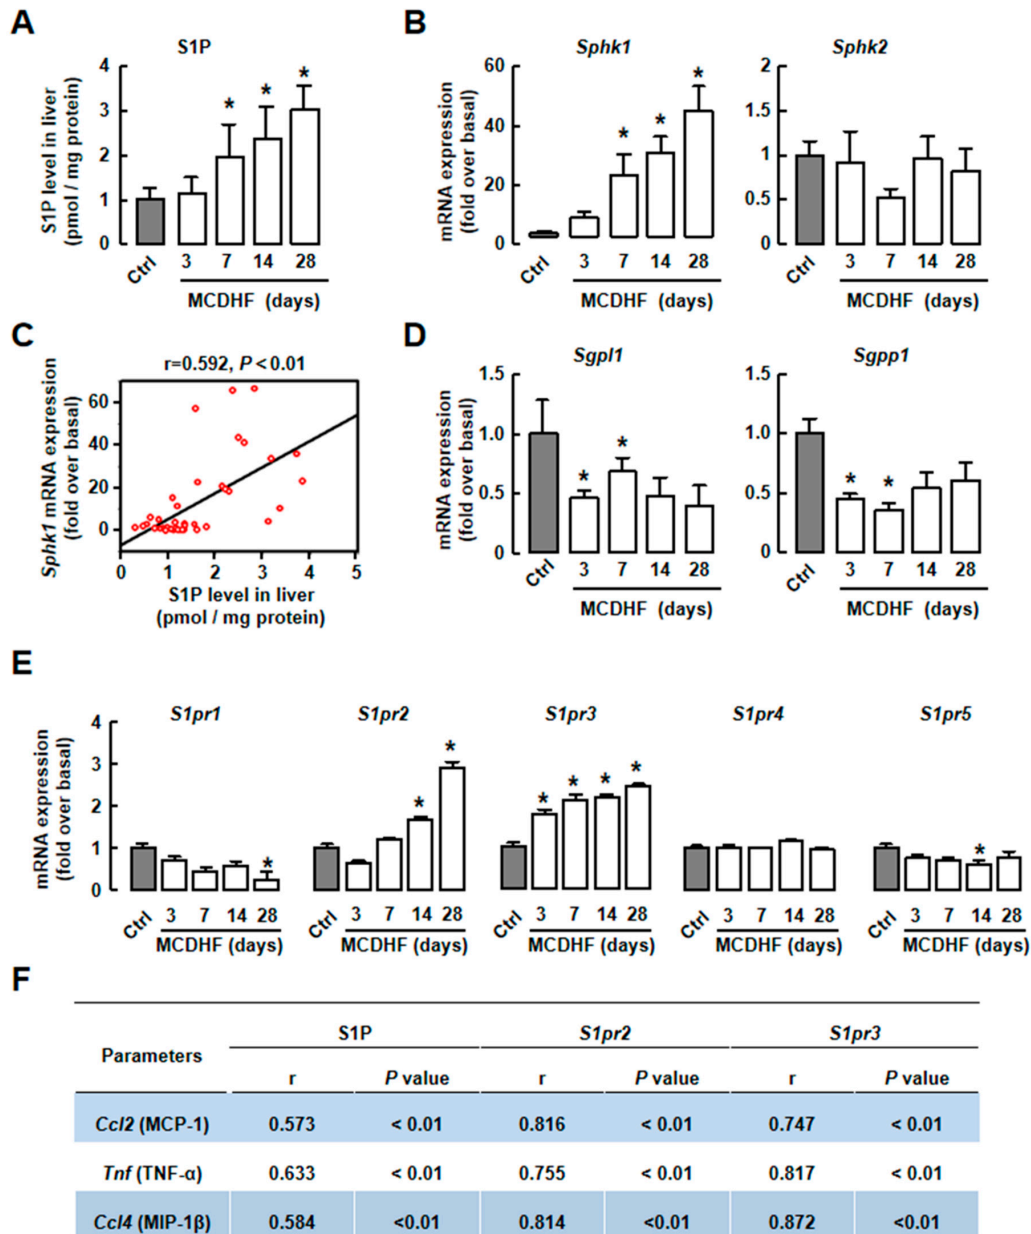 A
S1P
S1P level in liver
(pmol / mg protein)
4
3
2
1
0
* * *
Ctrl 3 7 14 28
MCDHF (days)
B
Sphk1
mRNA expression
(fold over basal)
60
40
20
0
* * *
Ctrl 3 7 14 28
MCDHF (days)
Sphk2
2
1.5
1
0.5
0
Ctrl 3 7 14 28
MCDHF (days)
C
r=0.592, P < 0.01
Sphk1 mRNA expression
(fold over basal)
60
40
20
0
0 1 2 3 4 5
S1P level in liver
(pmol / mg protein)
D
Sgpl1
mRNA expression
(fold over basal)
1.5
1.0
0.5
0
* *
Ctrl 3 7 14 28
MCDHF (days)
Sgpp1
1.5
1.0
0.5
0
* *
Ctrl 3 7 14 28
MCDHF (days)
E
mRNA expression
(fold over basal)
4
3
2
1
0
S1pr1
*
Ctrl 3 7 14 28
MCDHF (days)
S1pr2
* *
Ctrl 3 7 14 28
MCDHF (days)
S1pr3
* * * *
Ctrl 3 7 14 28
MCDHF (days)
S1pr4
Ctrl 3 7 14 28
MCDHF (days)
S1pr5
*
Ctrl 3 7 14 28
MCDHF (days)
F
Parameters S1P S1pr2 S1pr3
r P value r P value r P value
Ccl2 (MCP-1) 0.573 < 0.01 0.816 < 0.01 0.747 < 0.01
Tnf (TNF-α) 0.633 < 0.01 0.755 < 0.01 0.817 < 0.01
Ccl4 (MIP-1β) 0.584 <0.01 0.814 <0.01 0.872 <0.01